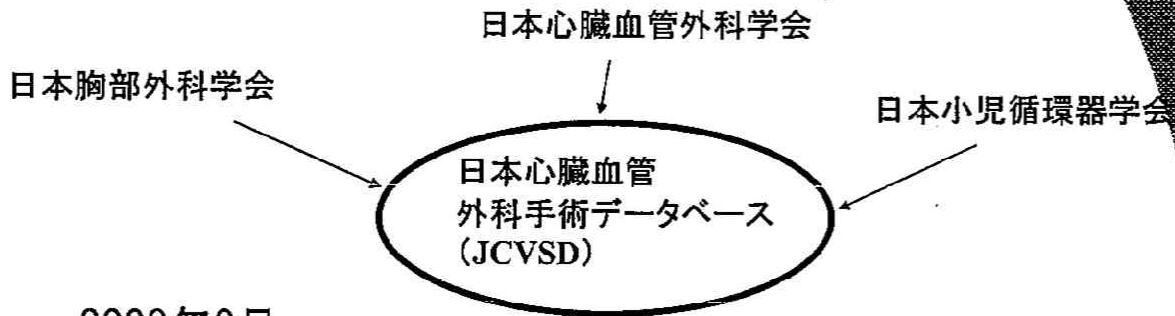 日本心臓血管外科学会
日本胸部外科学会
日本小児循環器学会
日本心臓血管
外科手術データベース
(JCVSD)